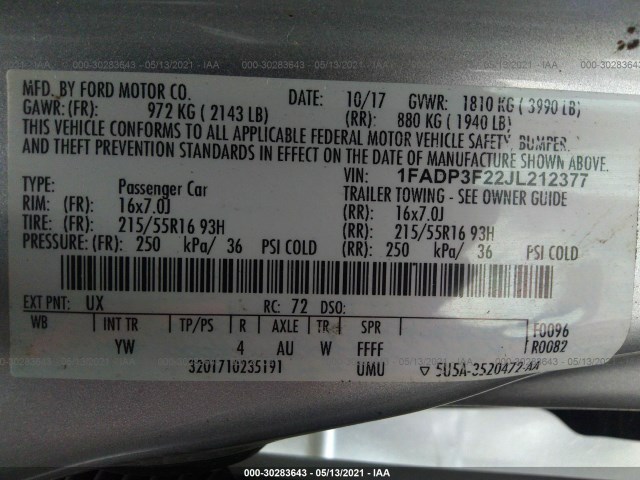 000-30283643 - 05/13/2021 - IAA
MFD. BY FORD MOTOR CO.
DATE: 10/17 GVWR: 1810 KG ( 3990 LB)
GAWR: (FR): 972 KG ( 2143 LB) (RR): 880 KG ( 1940 LB)
THIS VEHICLE CONFORMS TO ALL APPLICABLE FEDERAL MOTOR VEHICLE SAFETY, BUMPER,
AND THEFT PREVENTION STANDARDS IN EFFECT ON THE DATE OF MANUFACTURE SHOWN ABOVE.
VIN: 1FADP3F22JL212377
TYPE: Passenger Car TRAILER TOWING - SEE OWNER GUIDE
RIM: (FR): 16x7.0J (RR): 16x7.0J
TIRE: (FR): 215/55R16 93H (RR): 215/55R16 93H
PRESSURE: (FR): 250 kPa/ 36 PSI COLD (RR): 250 kPa/ 36 PSI COLD
EXT PNT: UX RC: 72 DSO:
WB INT TR TP/PS R AXLE TR SPR F0096
YW 4 AU W FFFF R0082
3201710235191 UMU ▽ 5U5A-3520472-AA
000-30283643 - 05/13/2021 - IAA